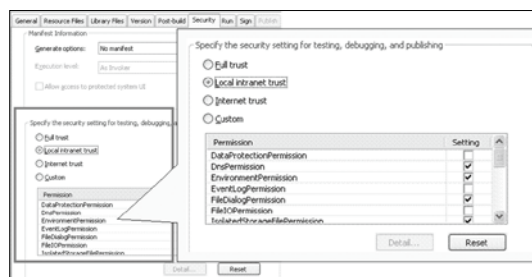 General Resource Files Library Files Version Post-build Security Run Sign Publish
Manifest Information
Generate options: No manifest
Execution level: As Invoker
Allow access to protected system UI
Specify the security setting for testing, debugging, a
Full trust
Local intranet trust
Internet trust
Custom
Permission
DataProtectionPermission
DnsPermission
EnvironmentPermission
EventLogPermission
FileDialogPermission
FileIOPermission
IsolatedStorageFilePermission
Detail... Reset
Specify the security setting for testing, debugging, and publishing
Full trust
Local intranet trust
Internet trust
Custom
Permission Setting
DataProtectionPermission
DnsPermission
EnvironmentPermission
EventLogPermission
FileDialogPermission
FileIOPermission
IsolatedStorageFilePermission
Detail... Reset